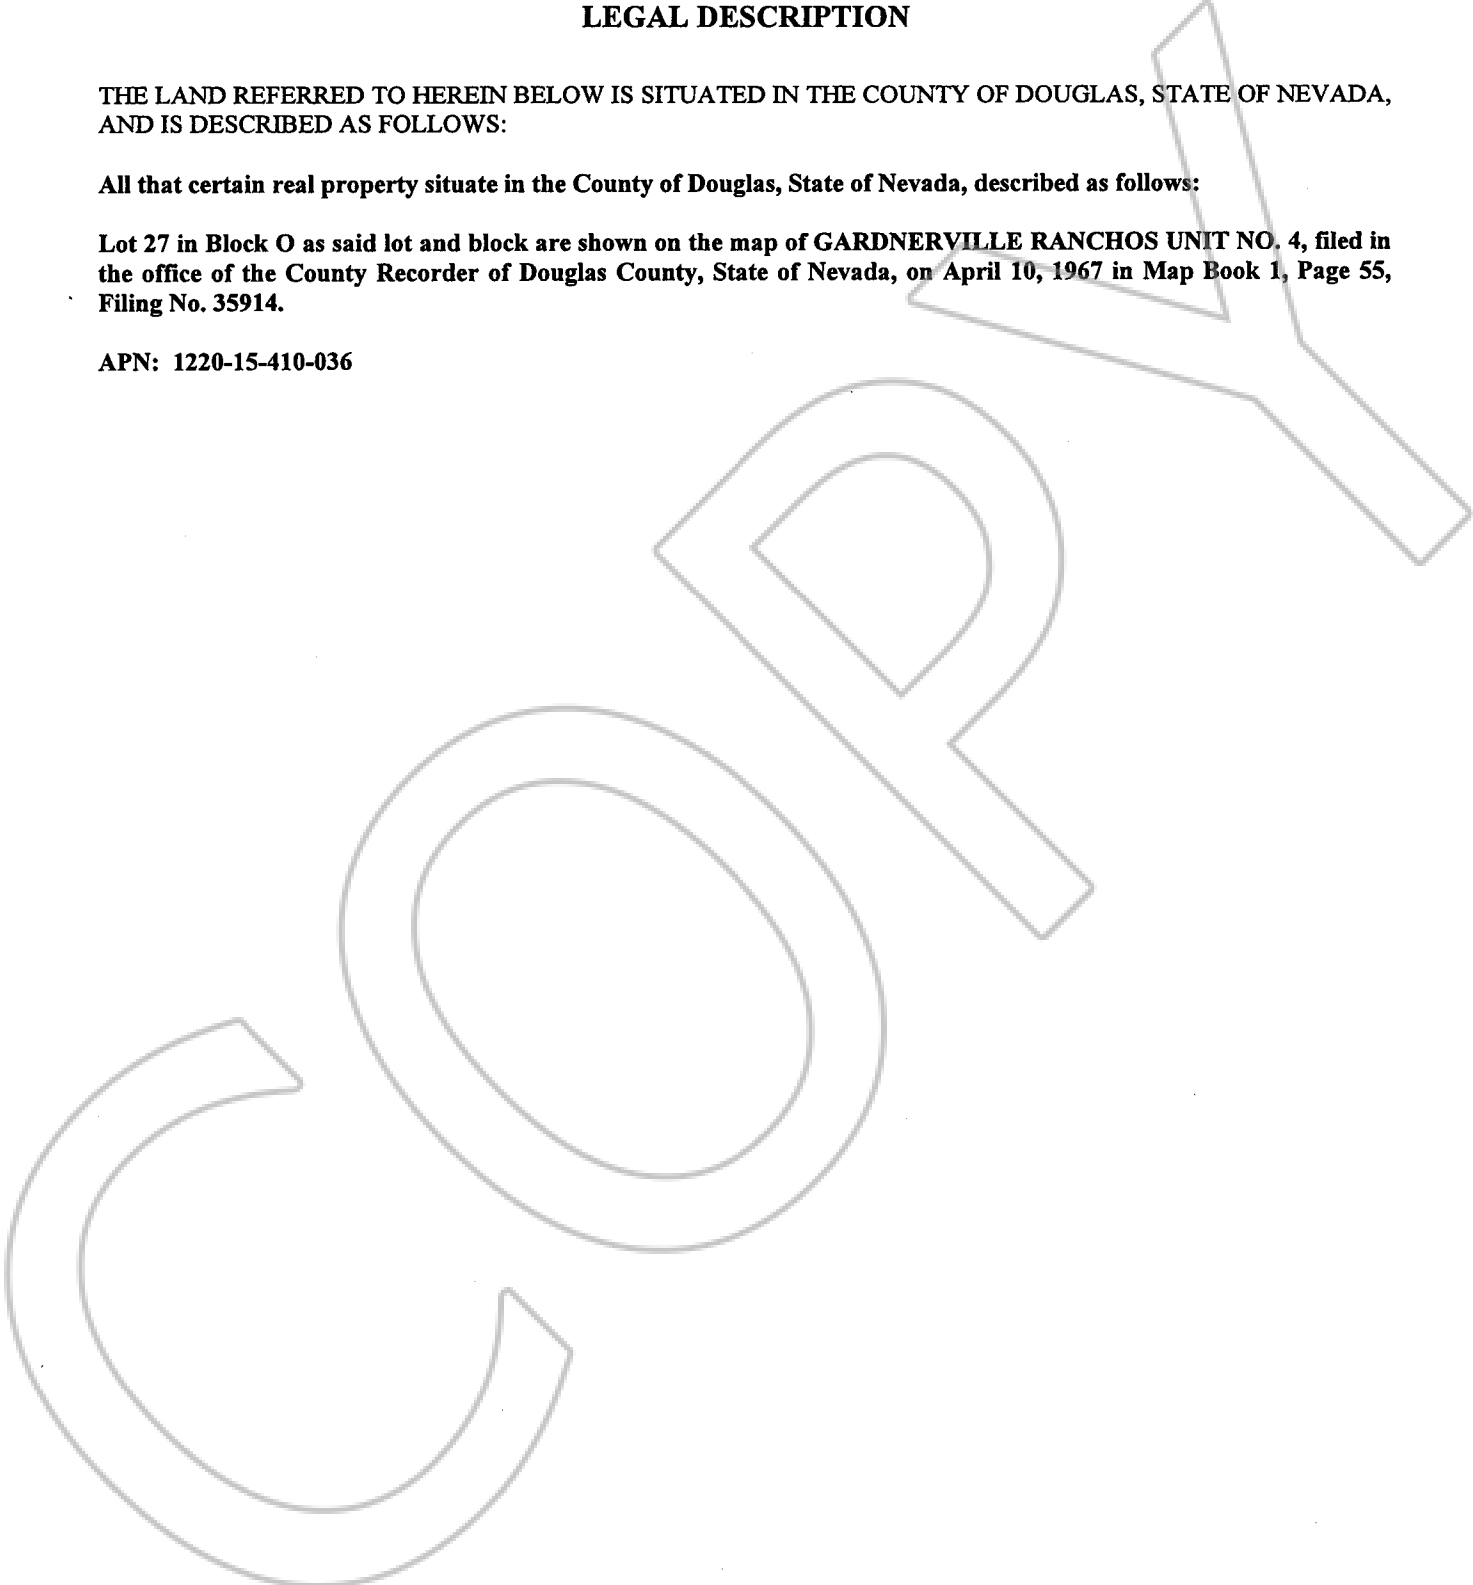 LEGAL DESCRIPTION
THE LAND REFERRED TO HEREIN BELOW IS SITUATED IN THE COUNTY OF DOUGLAS, STATE OF NEVADA,
AND IS DESCRIBED AS FOLLOWS:
All that certain real property situate in the County of Douglas, State of Nevada, described as follows:
Lot 27 in Block O as said lot and block are shown on the map of GARDNERVILLE RANCHOS UNIT NO. 4, filed in
the office of the County Recorder of Douglas County, State of Nevada, on April 10, 1967 in Map Book 1, Page 55,
Filing No. 35914.
APN: 1220-15-410-036
COPY